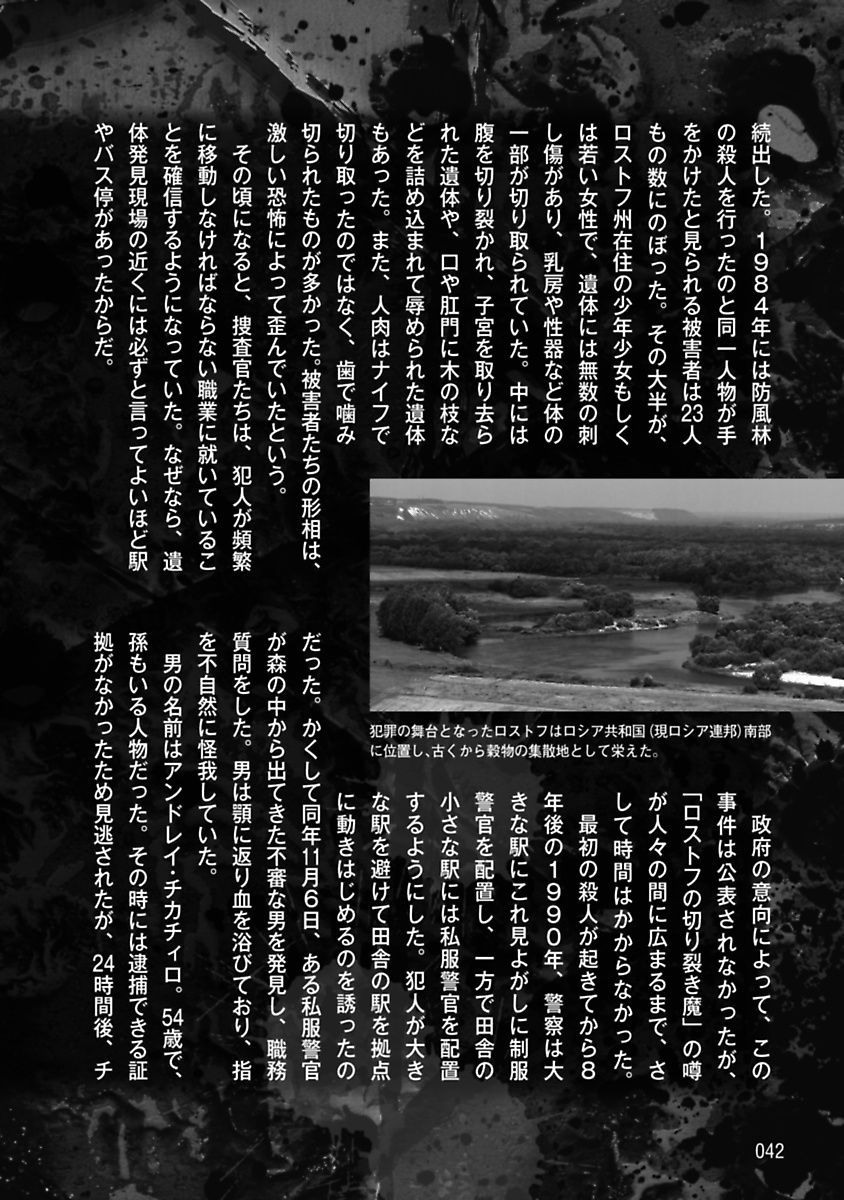 続出した。1984年には防風林
の殺人を行ったのと同一人物が手
をかけたと見られる被害者は23人
もの数にのぼった。その大半が、
ロストフ州在住の少年少女もしく
は若い女性で、遺体には無数の刺
し傷があり、乳房や性器など体の
一部が切り取られていた。中には
腹を切り裂かれ、子宮を取り去ら
れた遺体や、口や肛門に木の枝な
どを詰め込まれて辱められた遺体
もあった。また、人肉はナイフで
切り取ったのではなく、歯で噛み
切られたものが多かった。被害者たちの形相は、
激しい恐怖によって歪んでいたという。
その頃になると、捜査官たちは、犯人が頻繁
に移動しなければならない職業に就いているこ
とを確信するようになっていた。なぜなら、遺
体発見現場の近くには必ずと言ってよいほど駅
やバス停があったからだ。
犯罪の舞台となったロストフはロシア共和国（現ロシア連邦）南部
に位置し、古くから穀物の集散地として栄えた。
政府の意向によって、この
事件は公表されなかったが、
「ロストフの切り裂き魔」の噂
が人々の間に広まるまで、さ
して時間はかからなかった。
最初の殺人が起きてから8
年後の1990年、警察は大
きな駅にこれ見よがしに制服
警官を配置し、一方で田舎の
小さな駅には私服警官を配置
するようにした。犯人が大き
な駅を避けて田舎の駅を拠点
に動きはじめるのを誘ったの
だった。かくして同年11月6日、ある私服警官
が森の中から出てきた不審な男を発見し、職務
質問をした。男は顎に返り血を浴びており、指
を不自然に怪我していた。
男の名前はアンドレイ・チカチィロ。54歳で、
孫もいる人物だった。その時には逮捕できる証
拠がなかったため見逃されたが、24時間後、チ
042